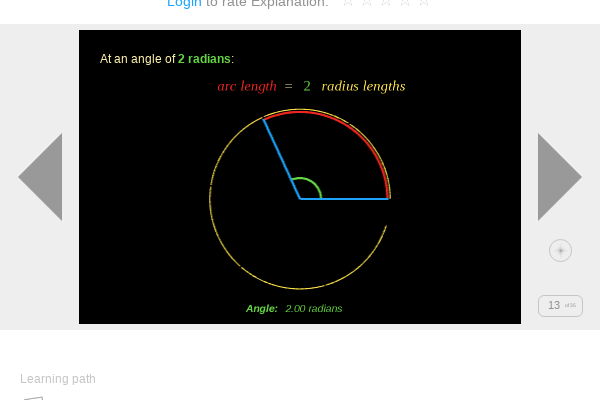 Login to rate Explanation:
At an angle of 2 radians:
arc length = 2 radius lengths
Angle: 2.00 radians
13 of 26
Learning path